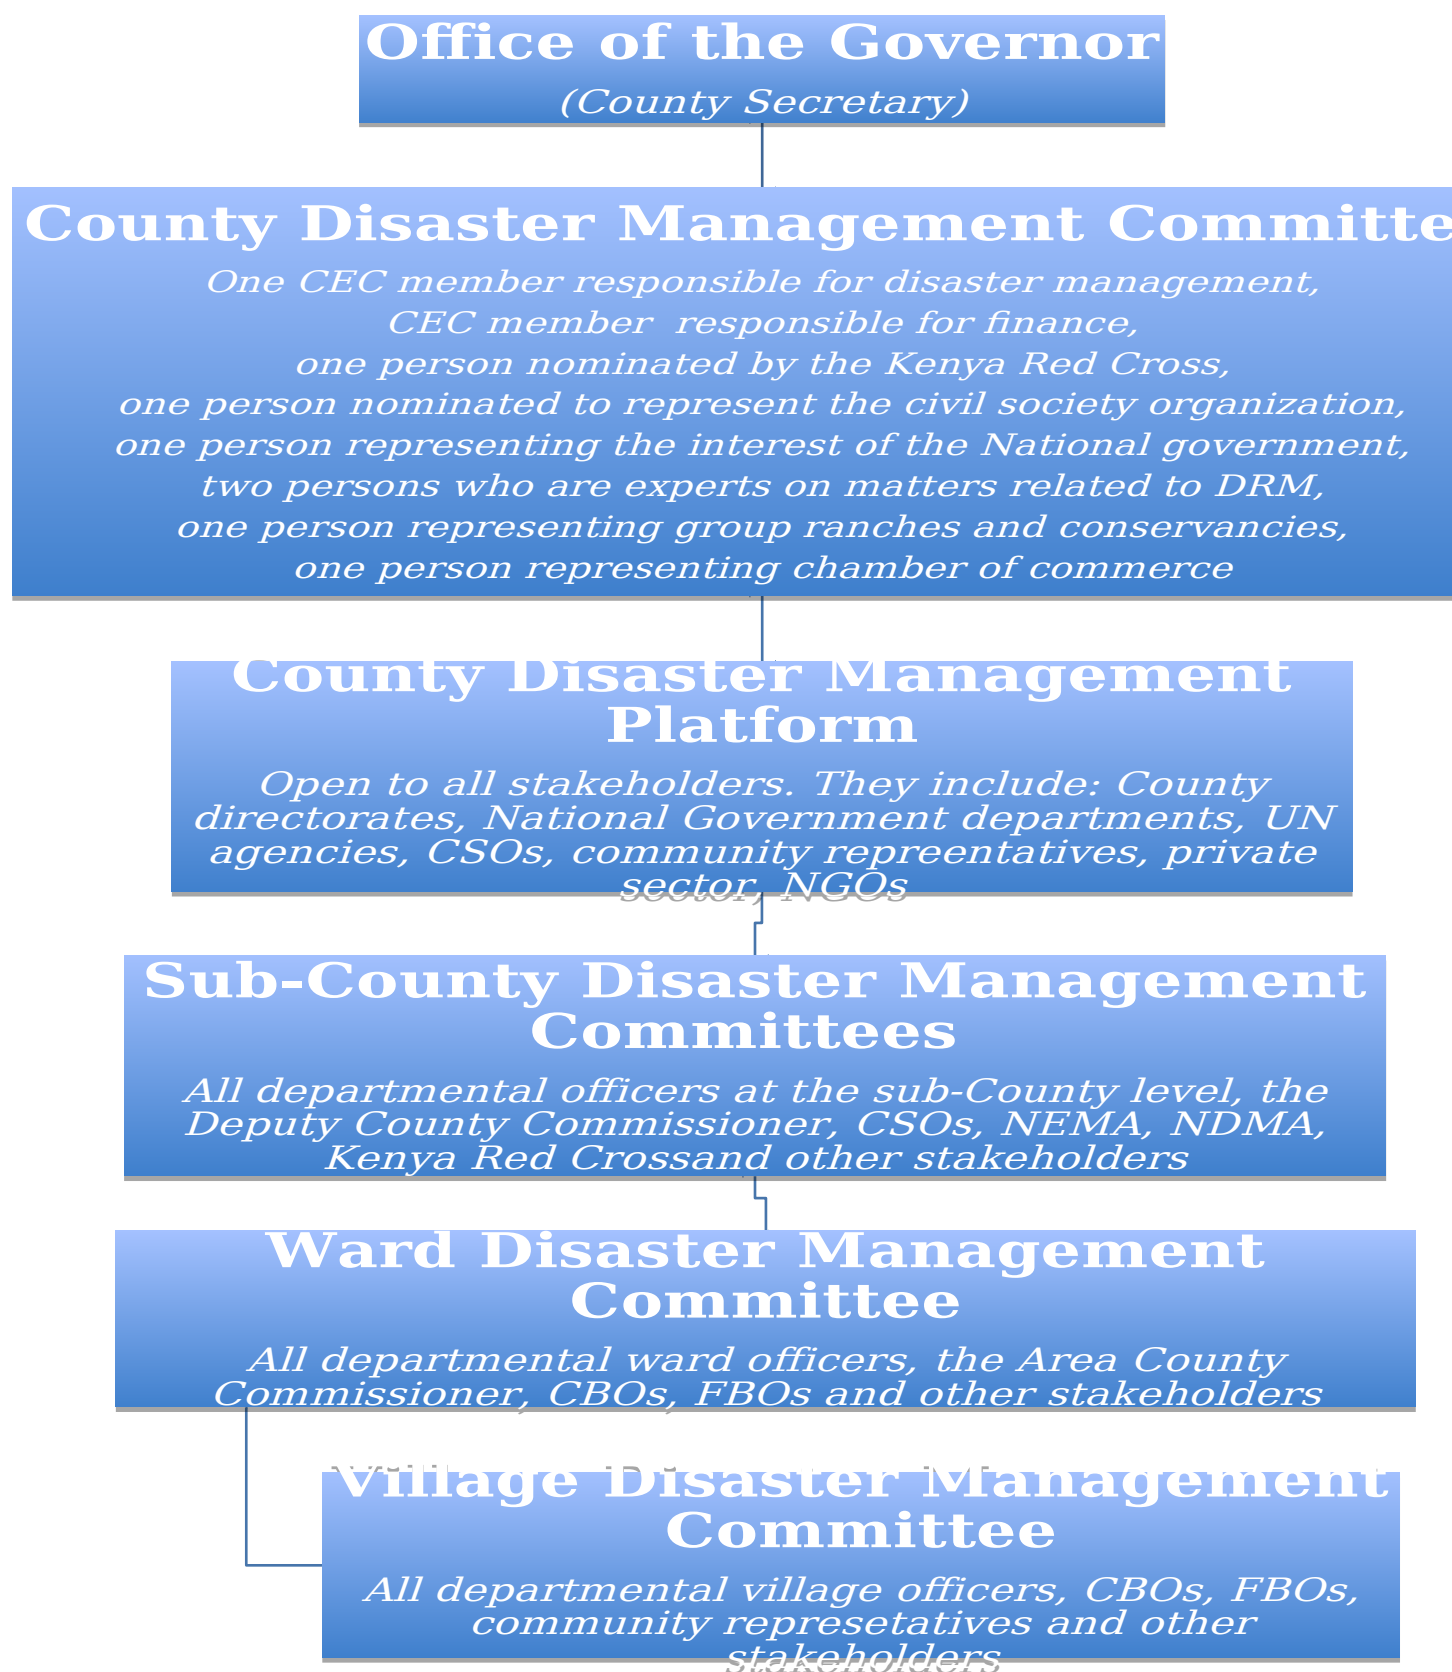 Office of the Governor
(County Secretary)
County Disaster Management Committe
One CEC member responsible for disaster management,
CEC member  responsible for finance,
one person nominated by the Kenya Red Cross,
one person nominated to represent the civil society organization,
one person representing the interest of the National government,
two persons who are experts on matters related to DRM,
one person representing group ranches and conservancies,
one person representing chamber of commerce
County Disaster Management
Platform
Open to all stakeholders. They include: County
directorates, National Government departments, UN
agencies, CSOs, community repreentatives, private
sector, NGOs
Sub-County Disaster Management
Committees
All departmental officers at the sub-County level, the
Deputy County Commissioner, CSOs, NEMA, NDMA,
Kenya Red Crossand other stakeholders
Ward Disaster Management
Committee
All departmental ward officers, the Area County
Commissioner, CBOs, FBOs and other stakeholders
Village Disaster Management
Committee
All departmental village officers, CBOs, FBOs,
community represetatives and other
stakeholders